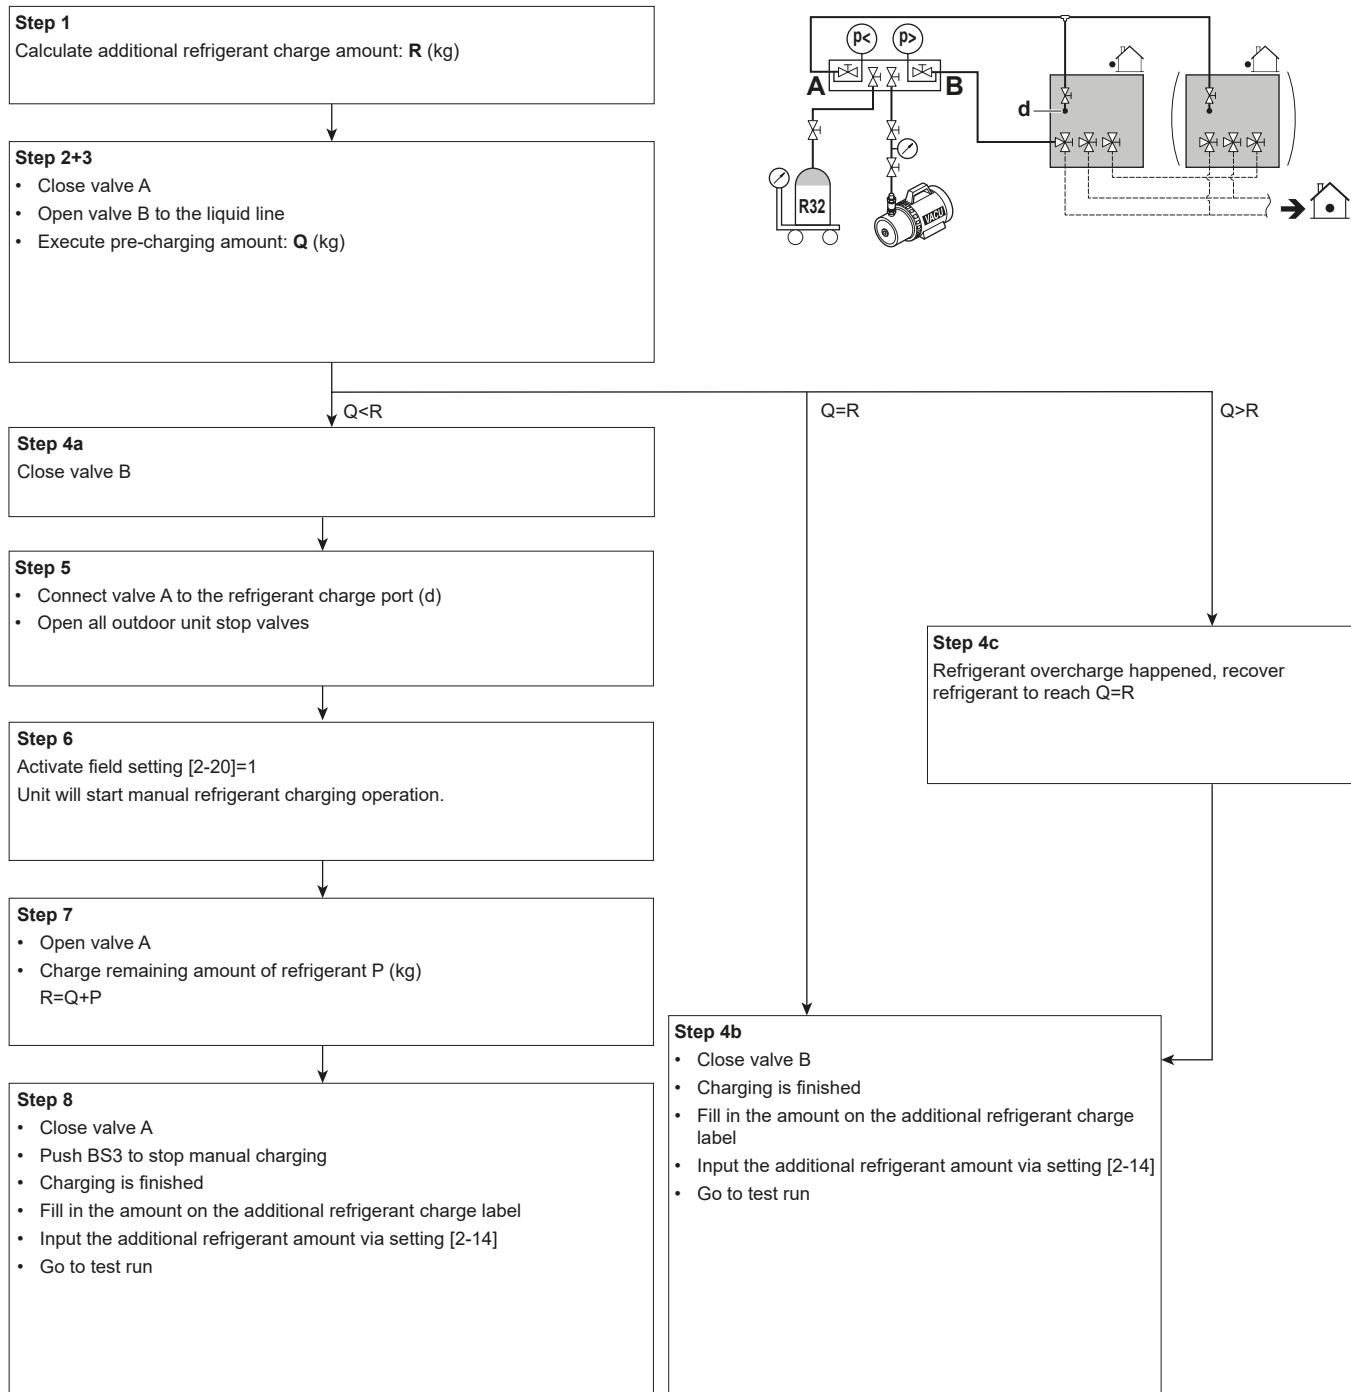 Step 1
Calculate additional refrigerant charge amount: R (kg)
p<
p>
A
B
d
R32
VACU
Step 2+3
• Close valve A
• Open valve B to the liquid line
• Execute pre-charging amount: Q (kg)
Q<R
Q=R
Q>R
Step 4a
Close valve B
Step 5
• Connect valve A to the refrigerant charge port (d)
• Open all outdoor unit stop valves
Step 4c
Refrigerant overcharge happened, recover
refrigerant to reach Q=R
Step 6
Activate field setting [2-20]=1
Unit will start manual refrigerant charging operation.
Step 7
• Open valve A
• Charge remaining amount of refrigerant P (kg)
R=Q+P
Step 4b
• Close valve B
• Charging is finished
• Fill in the amount on the additional refrigerant charge
label
• Input the additional refrigerant amount via setting [2-14]
• Go to test run
Step 8
• Close valve A
• Push BS3 to stop manual charging
• Charging is finished
• Fill in the amount on the additional refrigerant charge label
• Input the additional refrigerant amount via setting [2-14]
• Go to test run